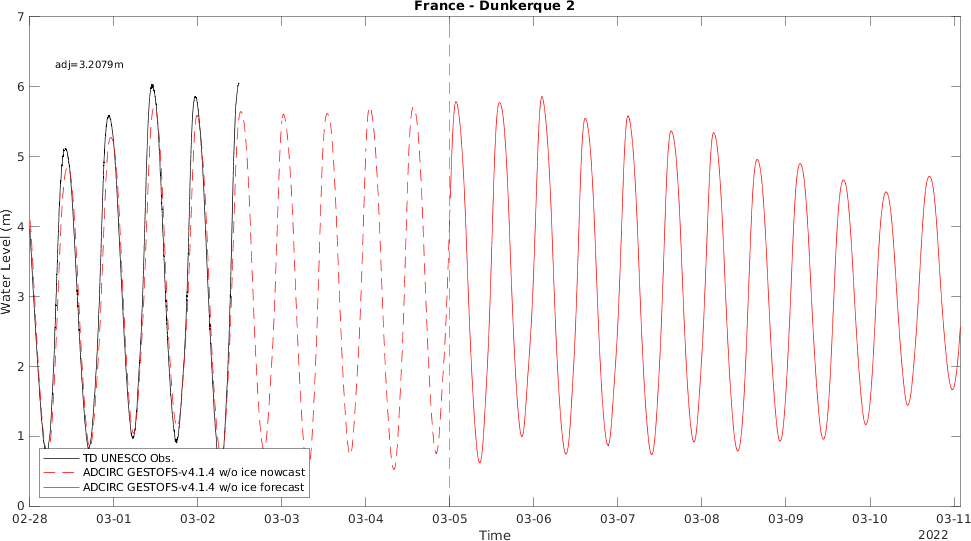 France - Dunkerque 2
7
adj=3.2079m
6
5
4
3
2
1
0
Water Level (m)
TD UNESCO Obs.
ADCIRC GESTOFS-v4.1.4 w/o ice nowcast
ADCIRC GESTOFS-v4.1.4 w/o ice forecast
02-28 03-01 03-02 03-03 03-04 03-05 03-06 03-07 03-08 03-09 03-10 03-11
Time
2022